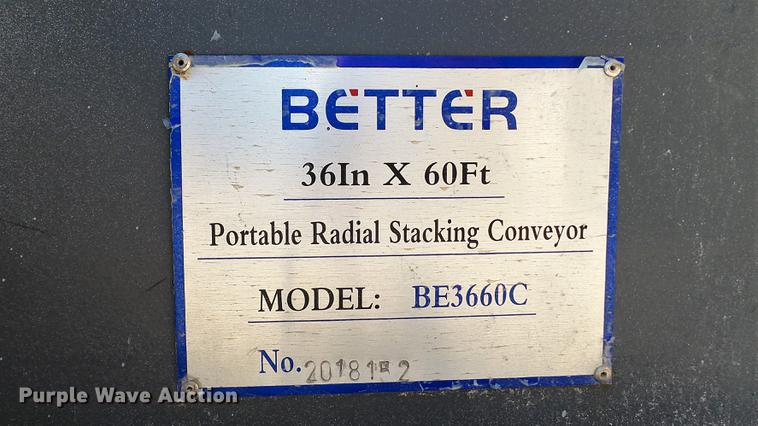 BETTER
36In X 60Ft
Portable Radial Stacking Conveyor
MODEL: BE3660C
No.
Purple Wave Auction